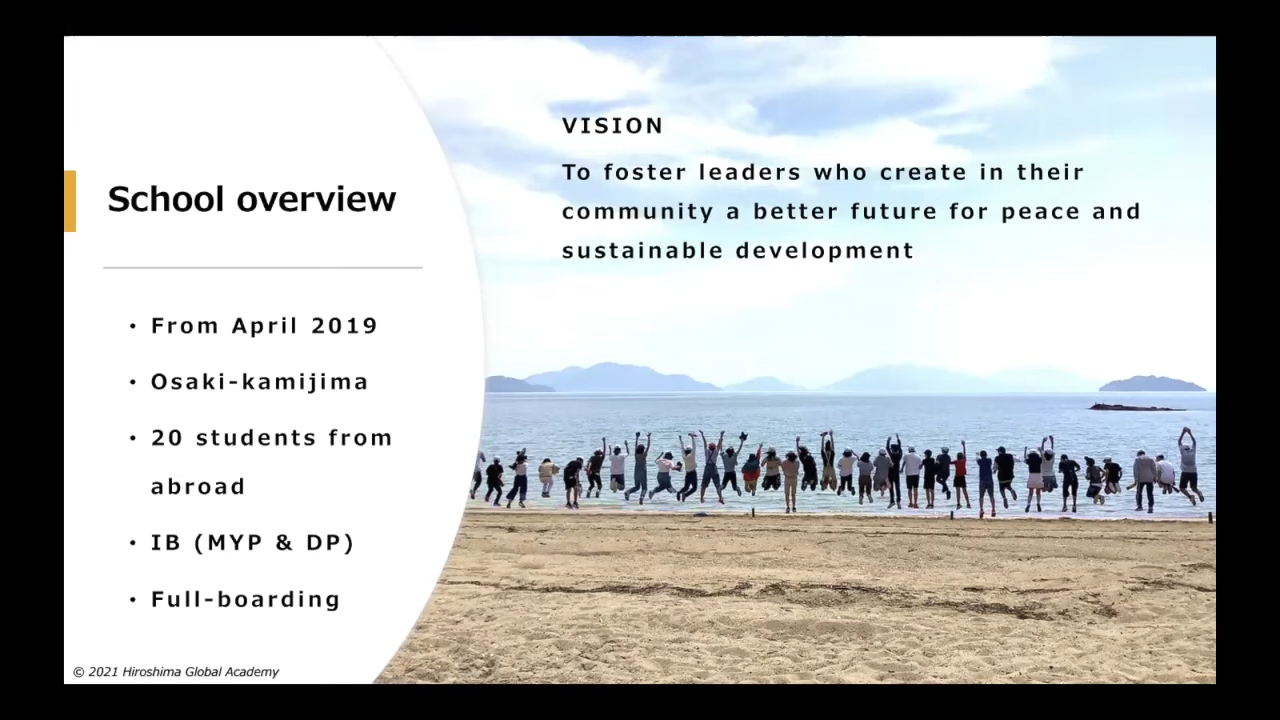 School overview
• From April 2019
• Osaki-kamijima
• 20 students from
abroad
• IB (MYP & DP)
• Full-boarding
VISION
To foster leaders who create in their
community a better future for peace and
sustainable development
© 2021 Hiroshima Global Academy